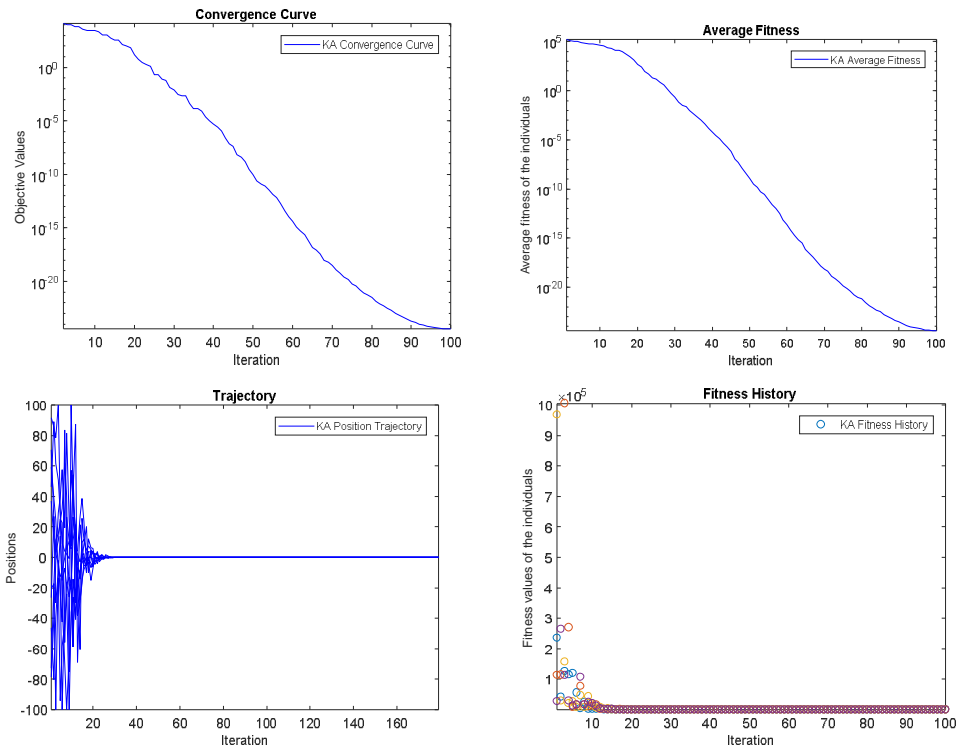 Convergence Curve
KA Convergence Curve
Objective Values
10^0
10^-5
10^-10
10^-15
10^-20
10 20 30 40 50 60 70 80 90 100
Iteration
Average Fitness
KA Average Fitness
Average fitness of the individuals
10^5
10^0
10^-5
10^-10
10^-15
10^-20
10 20 30 40 50 60 70 80 90 100
Iteration
Trajectory
KA Position Trajectory
Positions
100
80
60
40
20
0
-20
-40
-60
-80
-100
20 40 60 80 100 120 140 160
Iteration
Fitness History
×10^5
KA Fitness History
Fitness values of the individuals
10
9
8
7
6
5
4
3
2
1
10 20 30 40 50 60 70 80 90 100
Iteration